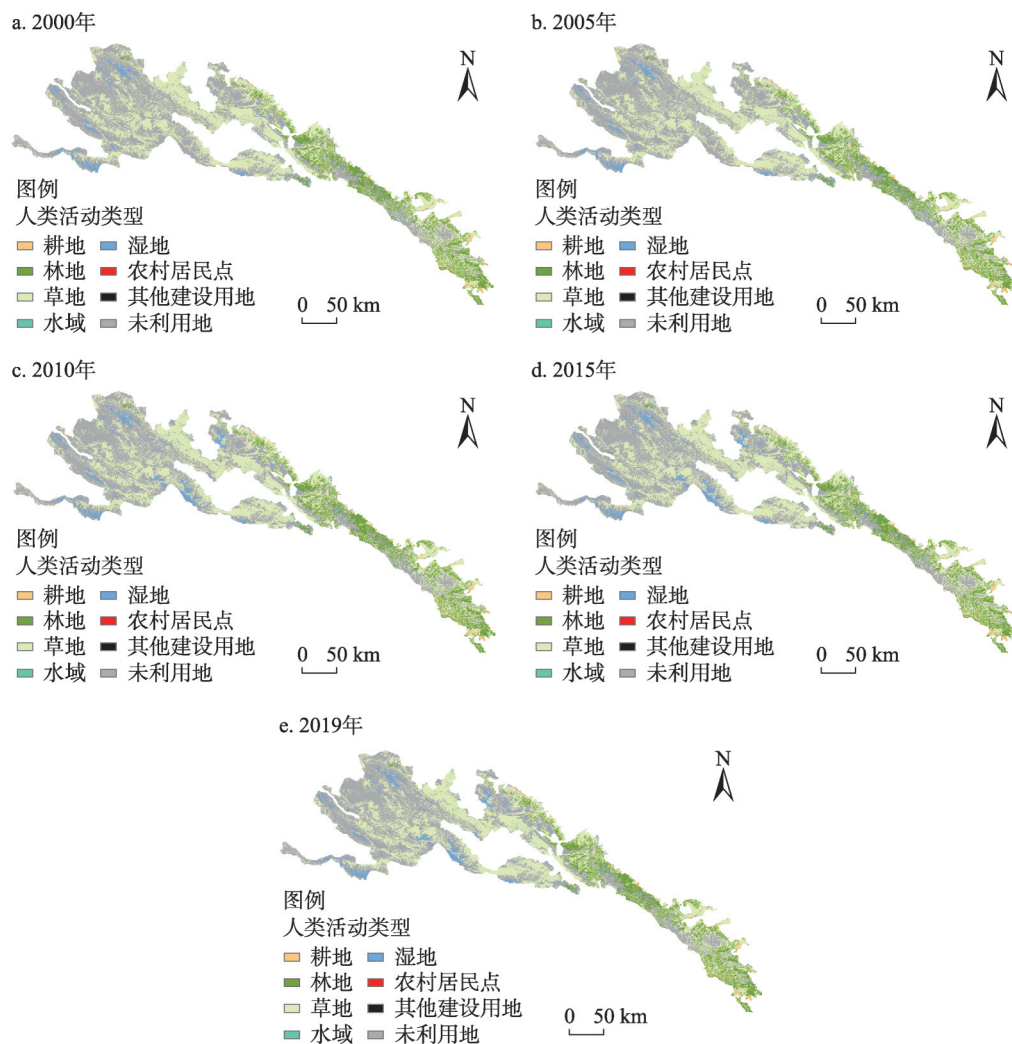 a. 2000年
N
图例
人类活动类型
耕地 湿地
林地 农村居民点
草地 其他建设用地
水域 未利用地
0 50 km
b. 2005年
N
图例
人类活动类型
耕地 湿地
林地 农村居民点
草地 其他建设用地
水域 未利用地
0 50 km
c. 2010年
N
图例
人类活动类型
耕地 湿地
林地 农村居民点
草地 其他建设用地
水域 未利用地
0 50 km
d. 2015年
N
图例
人类活动类型
耕地 湿地
林地 农村居民点
草地 其他建设用地
水域 未利用地
0 50 km
e. 2019年
N
图例
人类活动类型
耕地 湿地
林地 农村居民点
草地 其他建设用地
水域 未利用地
0 50 km